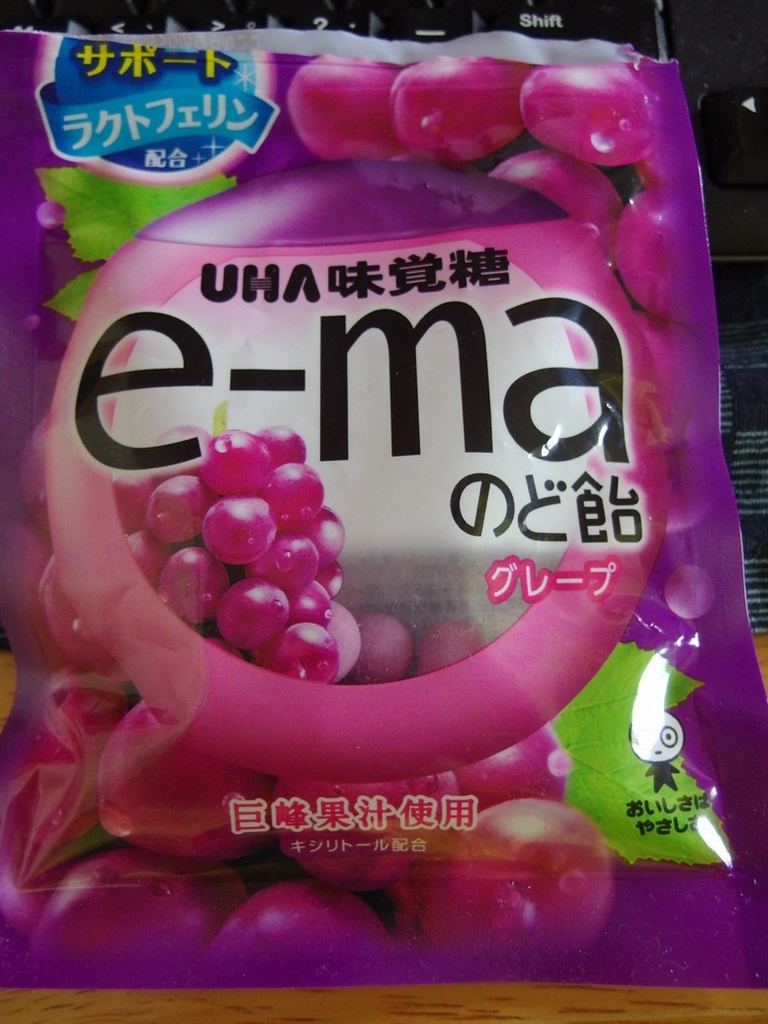 Shift
サポート
ラクトフェリン
配合
UHA味覚糖
e-ma
のど飴
グレープ
巨峰果汁使用
キシリトール配合
おいしさは
やさしさ